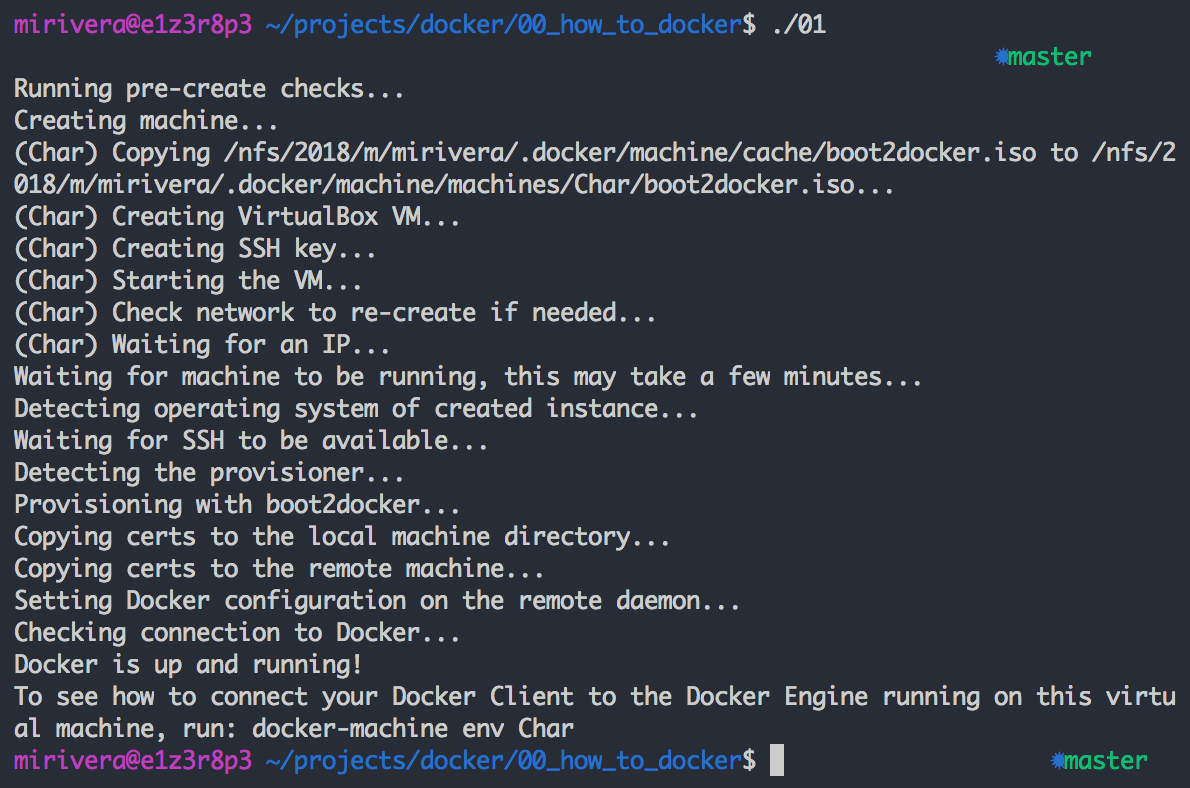 mirivera@e1z3r8p3 ~/projects/docker/00_how_to_docker$ ./01
✹master
Running pre-create checks...
Creating machine...
(Char) Copying /nfs/2018/m/mirivera/.docker/machine/cache/boot2docker.iso to /nfs/2
018/m/mirivera/.docker/machine/machines/Char/boot2docker.iso...
(Char) Creating VirtualBox VM...
(Char) Creating SSH key...
(Char) Starting the VM...
(Char) Check network to re-create if needed...
(Char) Waiting for an IP...
Waiting for machine to be running, this may take a few minutes...
Detecting operating system of created instance...
Waiting for SSH to be available...
Detecting the provisioner...
Provisioning with boot2docker...
Copying certs to the local machine directory...
Copying certs to the remote machine...
Setting Docker configuration on the remote daemon...
Checking connection to Docker...
Docker is up and running!
To see how to connect your Docker Client to the Docker Engine running on this virtu
al machine, run: docker-machine env Char
mirivera@e1z3r8p3 ~/projects/docker/00_how_to_docker$ ✹master